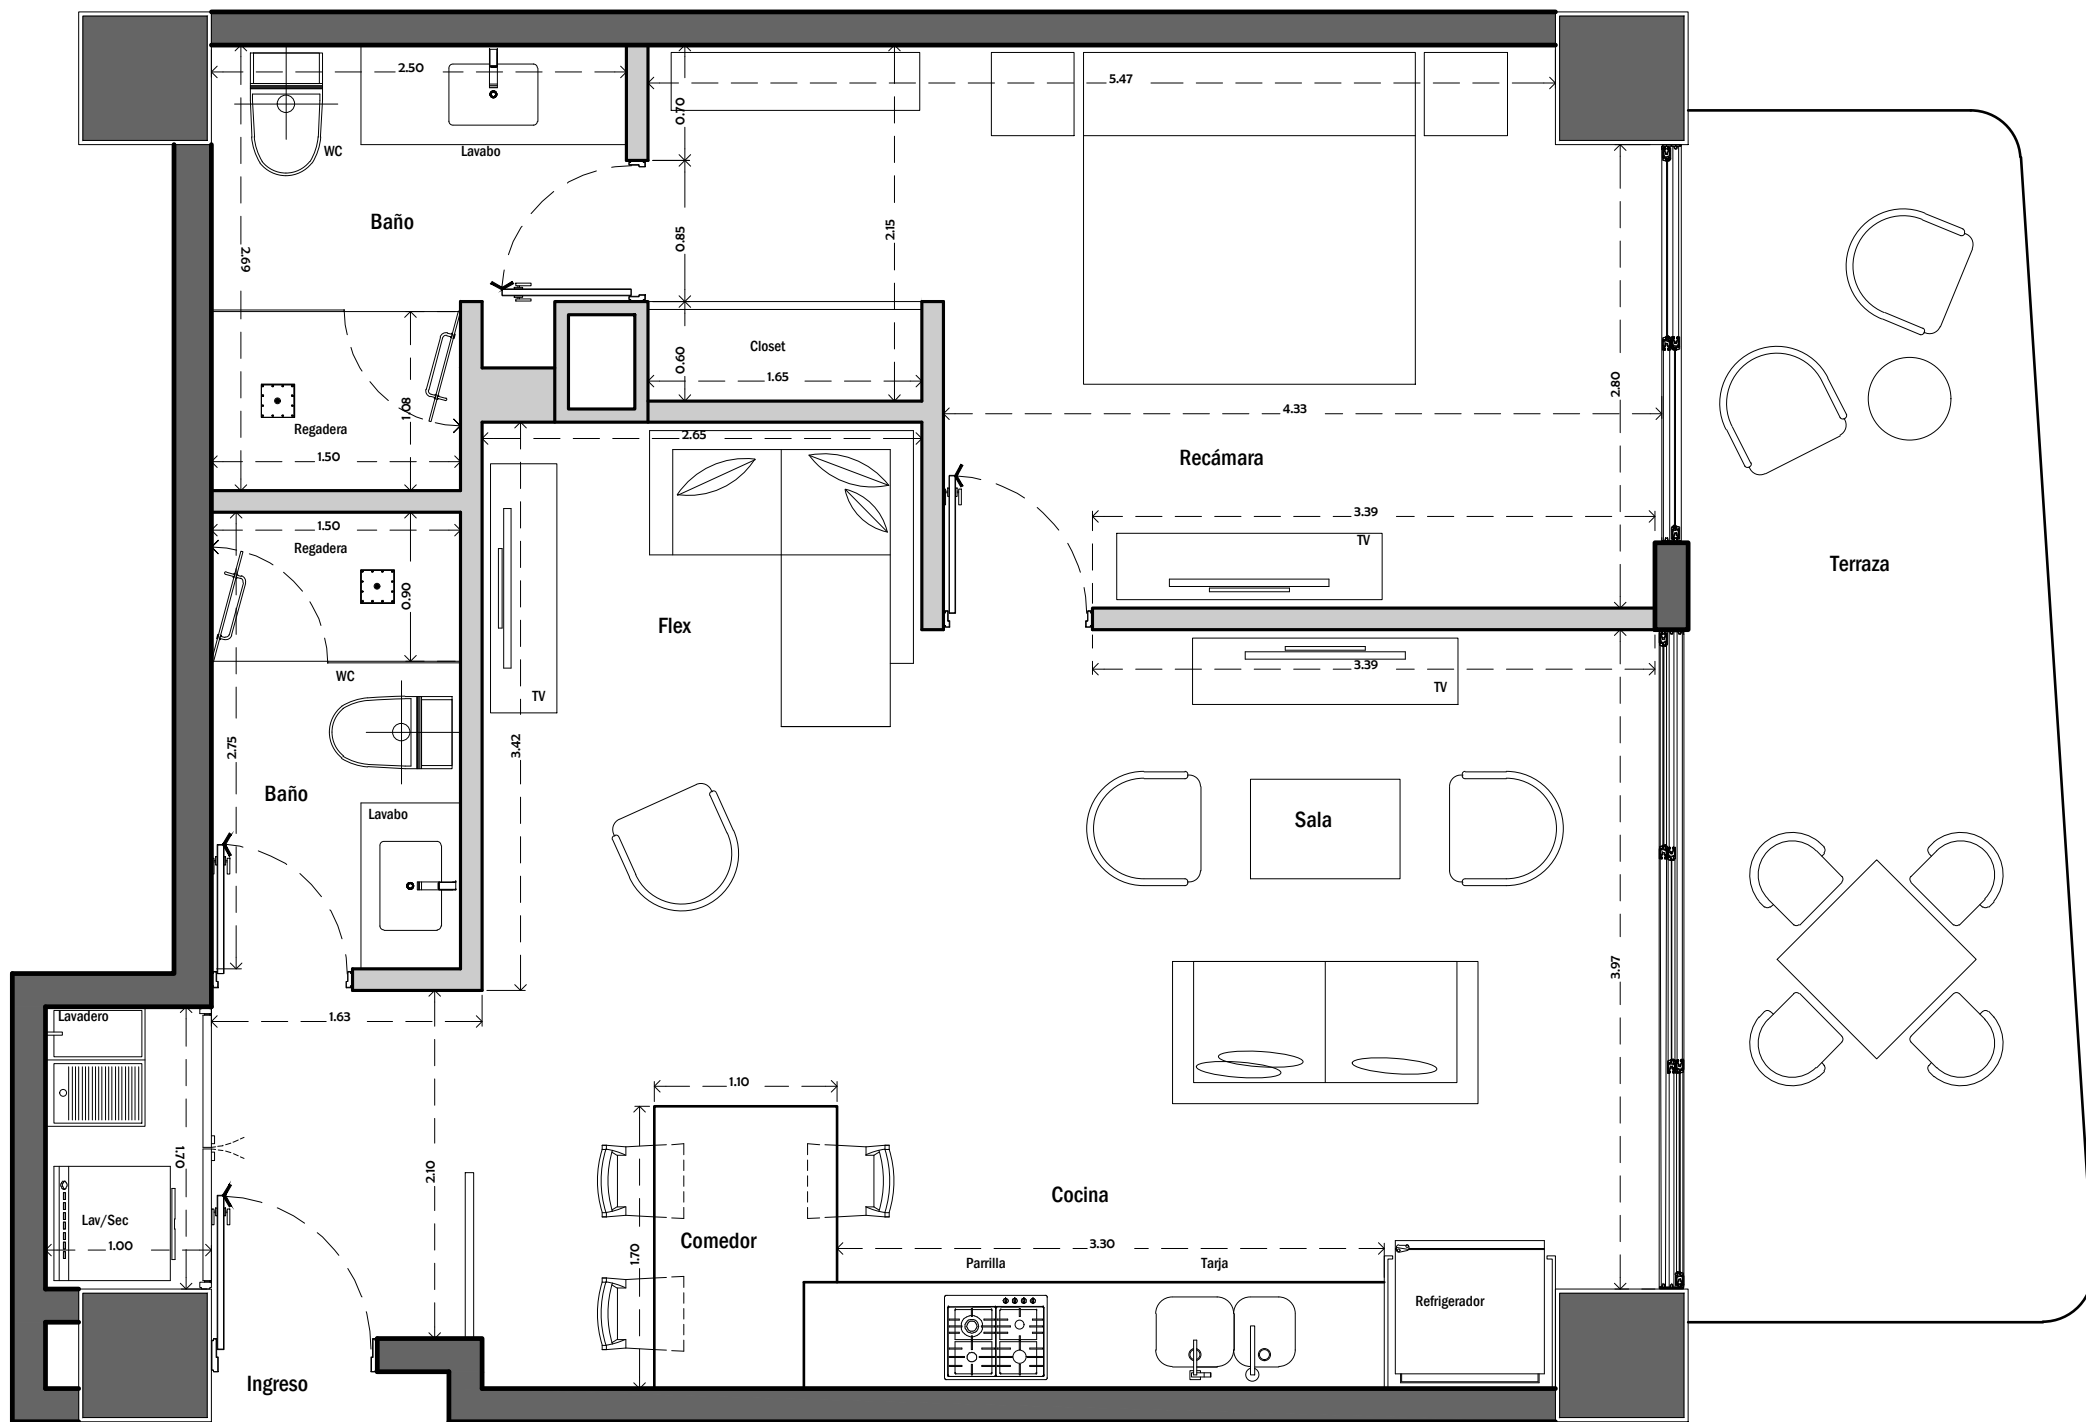 2.50
5.47
0.70
WC
Lavabo
Baño
2.69
0.85
2.15
Closet
0.60
1.65
2.80
1.08
4.33
Regadera
2.65
1.50
Recámara
1.50
3.39
Regadera
TV
Terraza
0.90
Flex
WC
3.39
TV
TV
2.75
3.42
Baño
Lavabo
Sala
3.97
Lavadero
1.63
1.10
1.70
2.10
Cocina
Lav/Sec
1.00
Comedor
1.70
3.30
Parrilla
Tarja
Refrigerador
Ingreso